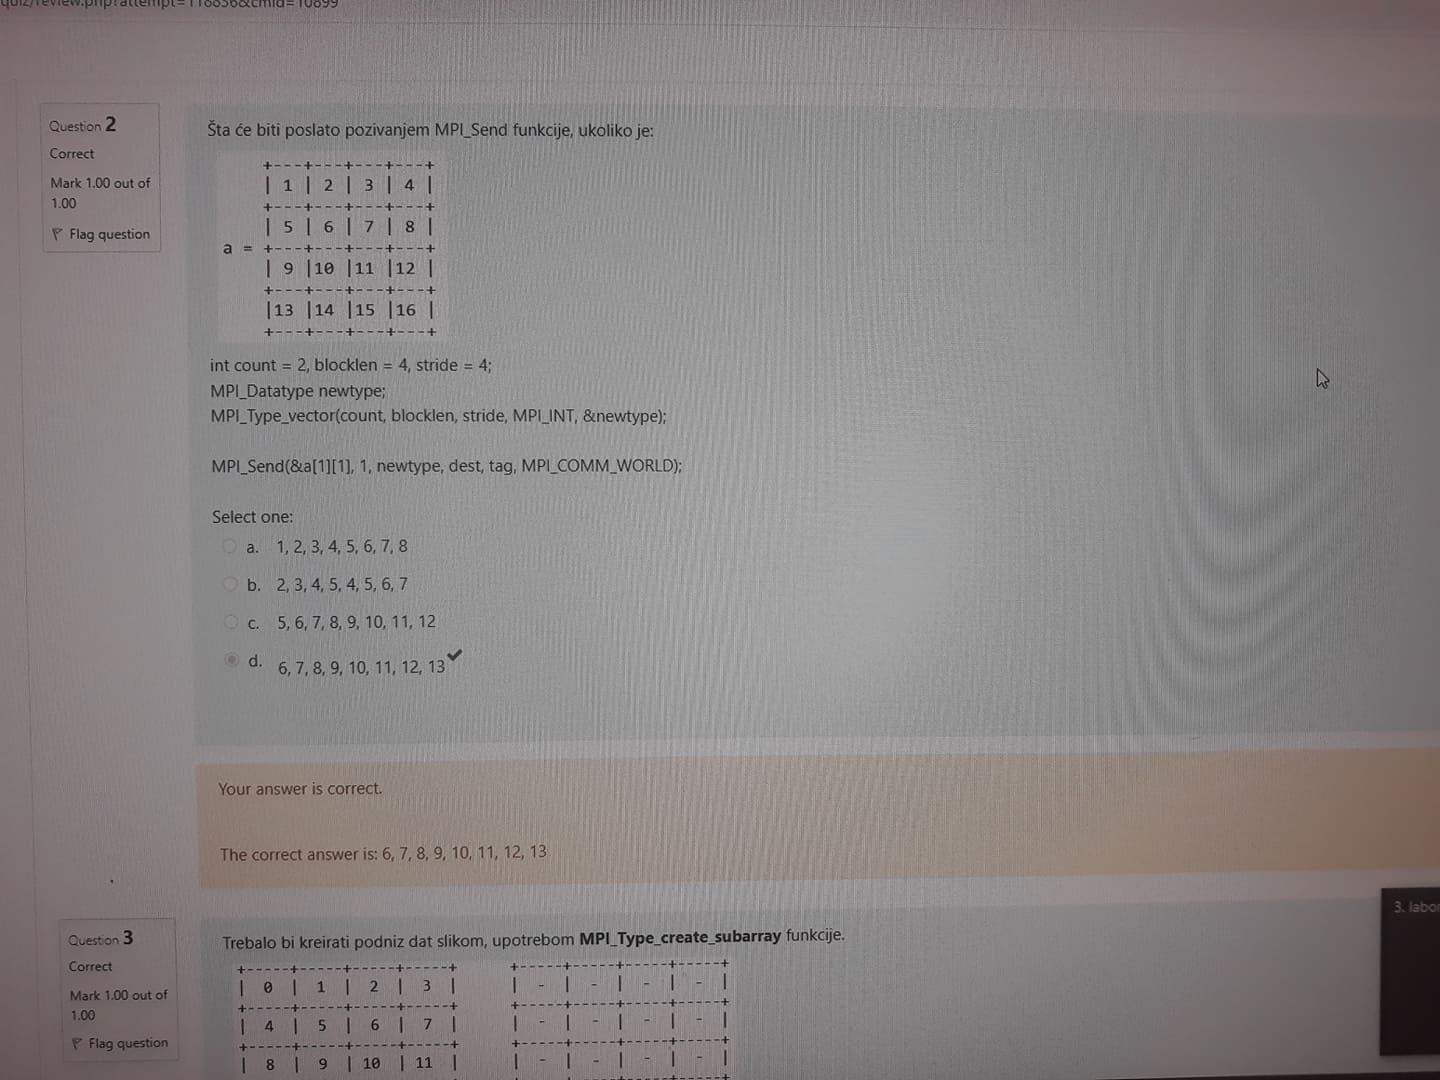 quiz/review.php?attempt=118856&cmid=10899
Question 2
Correct
Mark 1.00 out of
1.00
Flag question
Šta će biti poslato pozivanjem MPI_Send funkcije, ukoliko je:
+---+---+---+---+
| 1 | 2 | 3 | 4 |
+---+---+---+---+
| 5 | 6 | 7 | 8 |
a = +---+---+---+---+
| 9 |10 |11 |12 |
+---+---+---+---+
|13 |14 |15 |16 |
+---+---+---+---+
int count = 2, blocklen = 4, stride = 4;
MPI_Datatype newtype;
MPI_Type_vector(count, blocklen, stride, MPI_INT, &newtype);
MPI_Send(&a[1][1], 1, newtype, dest, tag, MPI_COMM_WORLD);
Select one:
a. 1, 2, 3, 4, 5, 6, 7, 8
b. 2, 3, 4, 5, 4, 5, 6, 7
c. 5, 6, 7, 8, 9, 10, 11, 12
d. 6, 7, 8, 9, 10, 11, 12, 13
Your answer is correct.
The correct answer is: 6, 7, 8, 9, 10, 11, 12, 13
3. labor
Question 3
Correct
Mark 1.00 out of
1.00
Flag question
Trebalo bi kreirati podniz dat slikom, upotrebom MPI_Type_create_subarray funkcije.
+-----+-----+-----+-----+ +-----+-----+-----+-----+
| 0 | 1 | 2 | 3 | | - | - | - | - |
+-----+-----+-----+-----+ +-----+-----+-----+-----+
| 4 | 5 | 6 | 7 | | - | - | - | - |
+-----+-----+-----+-----+ +-----+-----+-----+-----+
| 8 | 9 | 10 | 11 | | - | - | - | - |